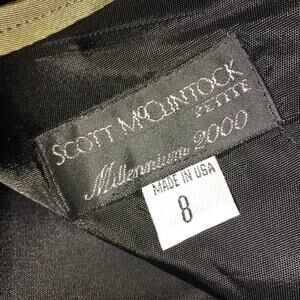 SCOTT McCLINTOCK
PETITE
Millennium 2000
MADE IN USA
8